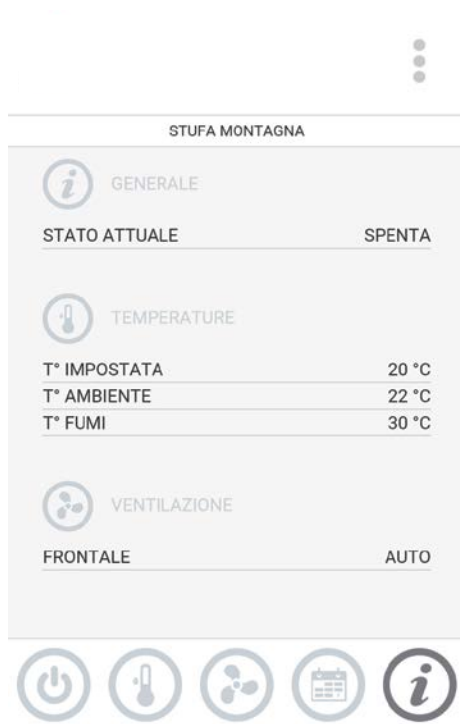 STUFA MONTAGNA
GENERALE
STATO ATTUALE SPENTA
TEMPERATURE
T° IMPOSTATA 20 °C
T° AMBIENTE 22 °C
T° FUMI 30 °C
VENTILAZIONE
FRONTALE AUTO